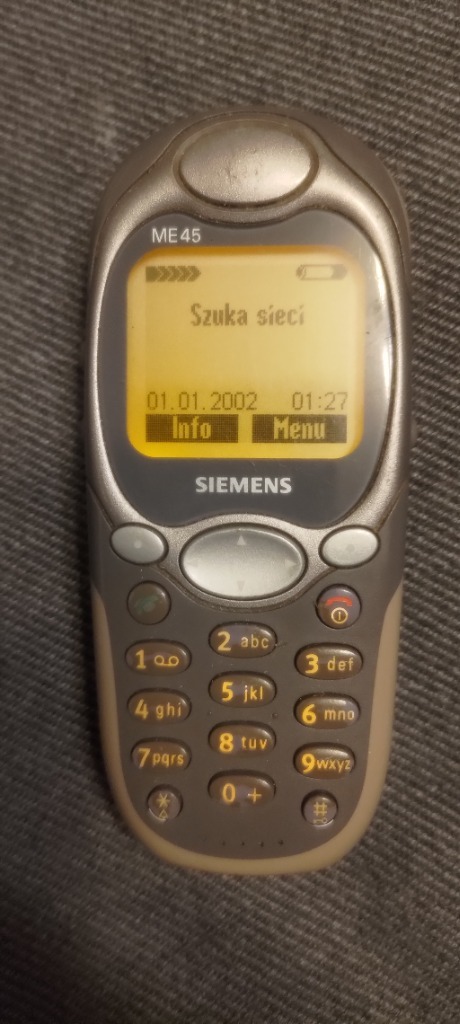 ME45
Szuka sieci
01.01.2002 01:27
Info Menu
SIEMENS
2 abc
1 3 def
5 jkl
4 ghi 6 mno
8 tuv
7pqrs 9wxyz
0 +
* #